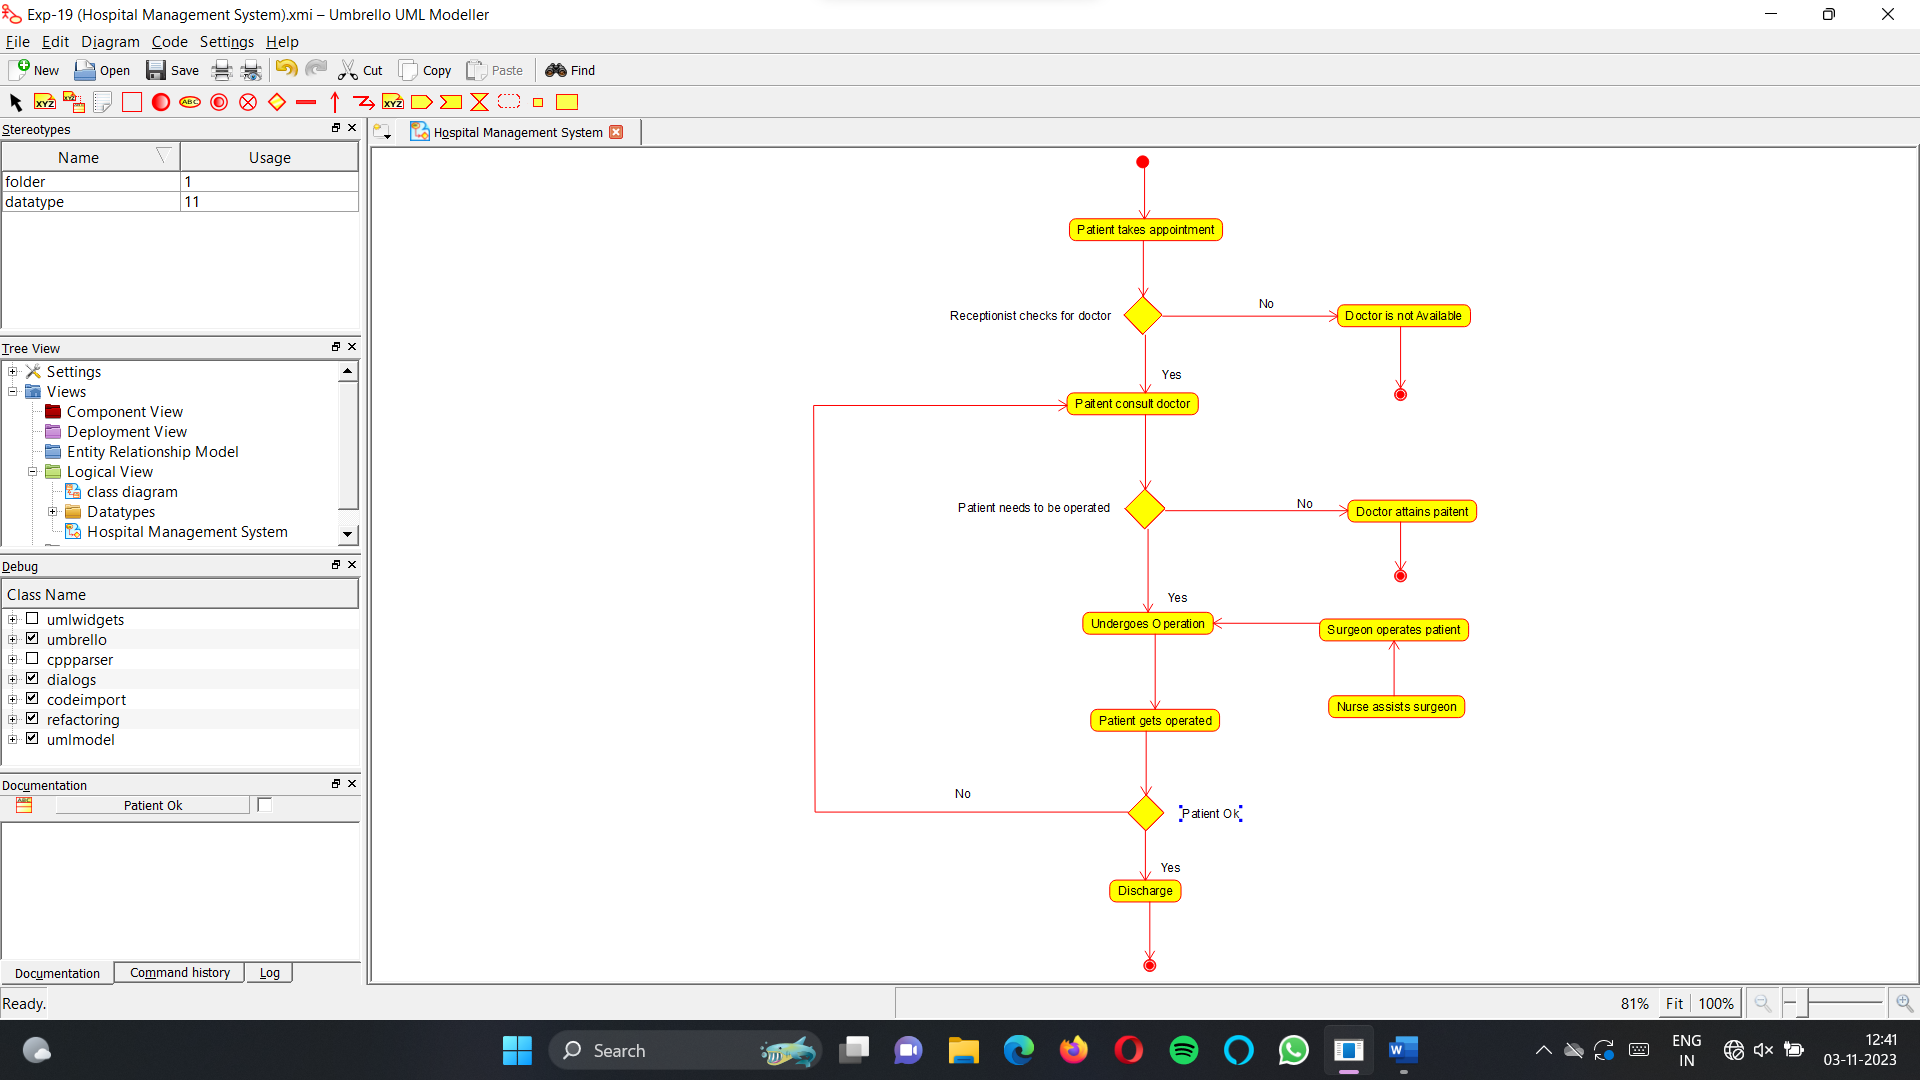 Exp-19 (Hospital Management System).xmi – Umbrello UML Modeller
File Edit Diagram Code Settings Help
New Open Save Cut Copy Paste Find
XYZ XYZ ABC XYZ
Stereotypes
Name Usage
folder 1
datatype 11
Tree View
Settings
Views
Component View
Deployment View
Entity Relationship Model
Logical View
class diagram
Datatypes
Hospital Management System
Debug
Class Name
umlwidgets
umbrello
cppparser
dialogs
codeimport
refactoring
umlmodel
Documentation
ABC Patient Ok
Documentation Command history Log
Ready.
Hospital Management System
Patient takes appointment
Receptionist checks for doctor
No
Doctor is not Available
Yes
Paitent consult doctor
Patient needs to be operated
No
Doctor attains paitent
Yes
Undergoes Operation
Surgeon operates patient
Patient gets operated
Nurse assists surgeon
No
Patient Ok
Yes
Discharge
81% Fit 100%
Search
W
ENG
IN
12:41
03-11-2023